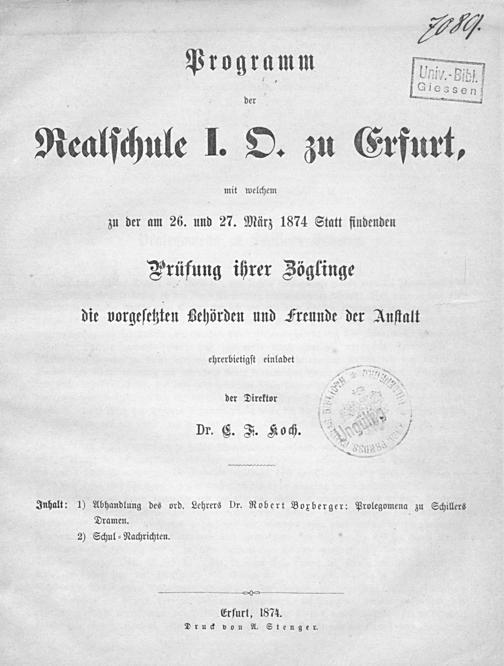 7089.
Univ.-Bibl.
Giessen
Programm
der
Realschule I. O. zu Erfurt,
mit welchem
zu der am 26. und 27. März 1874 Statt findenden
Prüfung ihrer Zöglinge
die vorgesetzten Behörden und Freunde der Anstalt
ehrerbietigst einladet
der Direktor
Dr. E. F. Koch.
Ungültig
Inhalt: 1) Abhandlung des ord. Lehrers Dr. Robert Boxberger: Prolegomena zu Schillers
Dramen.
2) Schul-Nachrichten.
Erfurt, 1874.
Druck von A. Stenger.